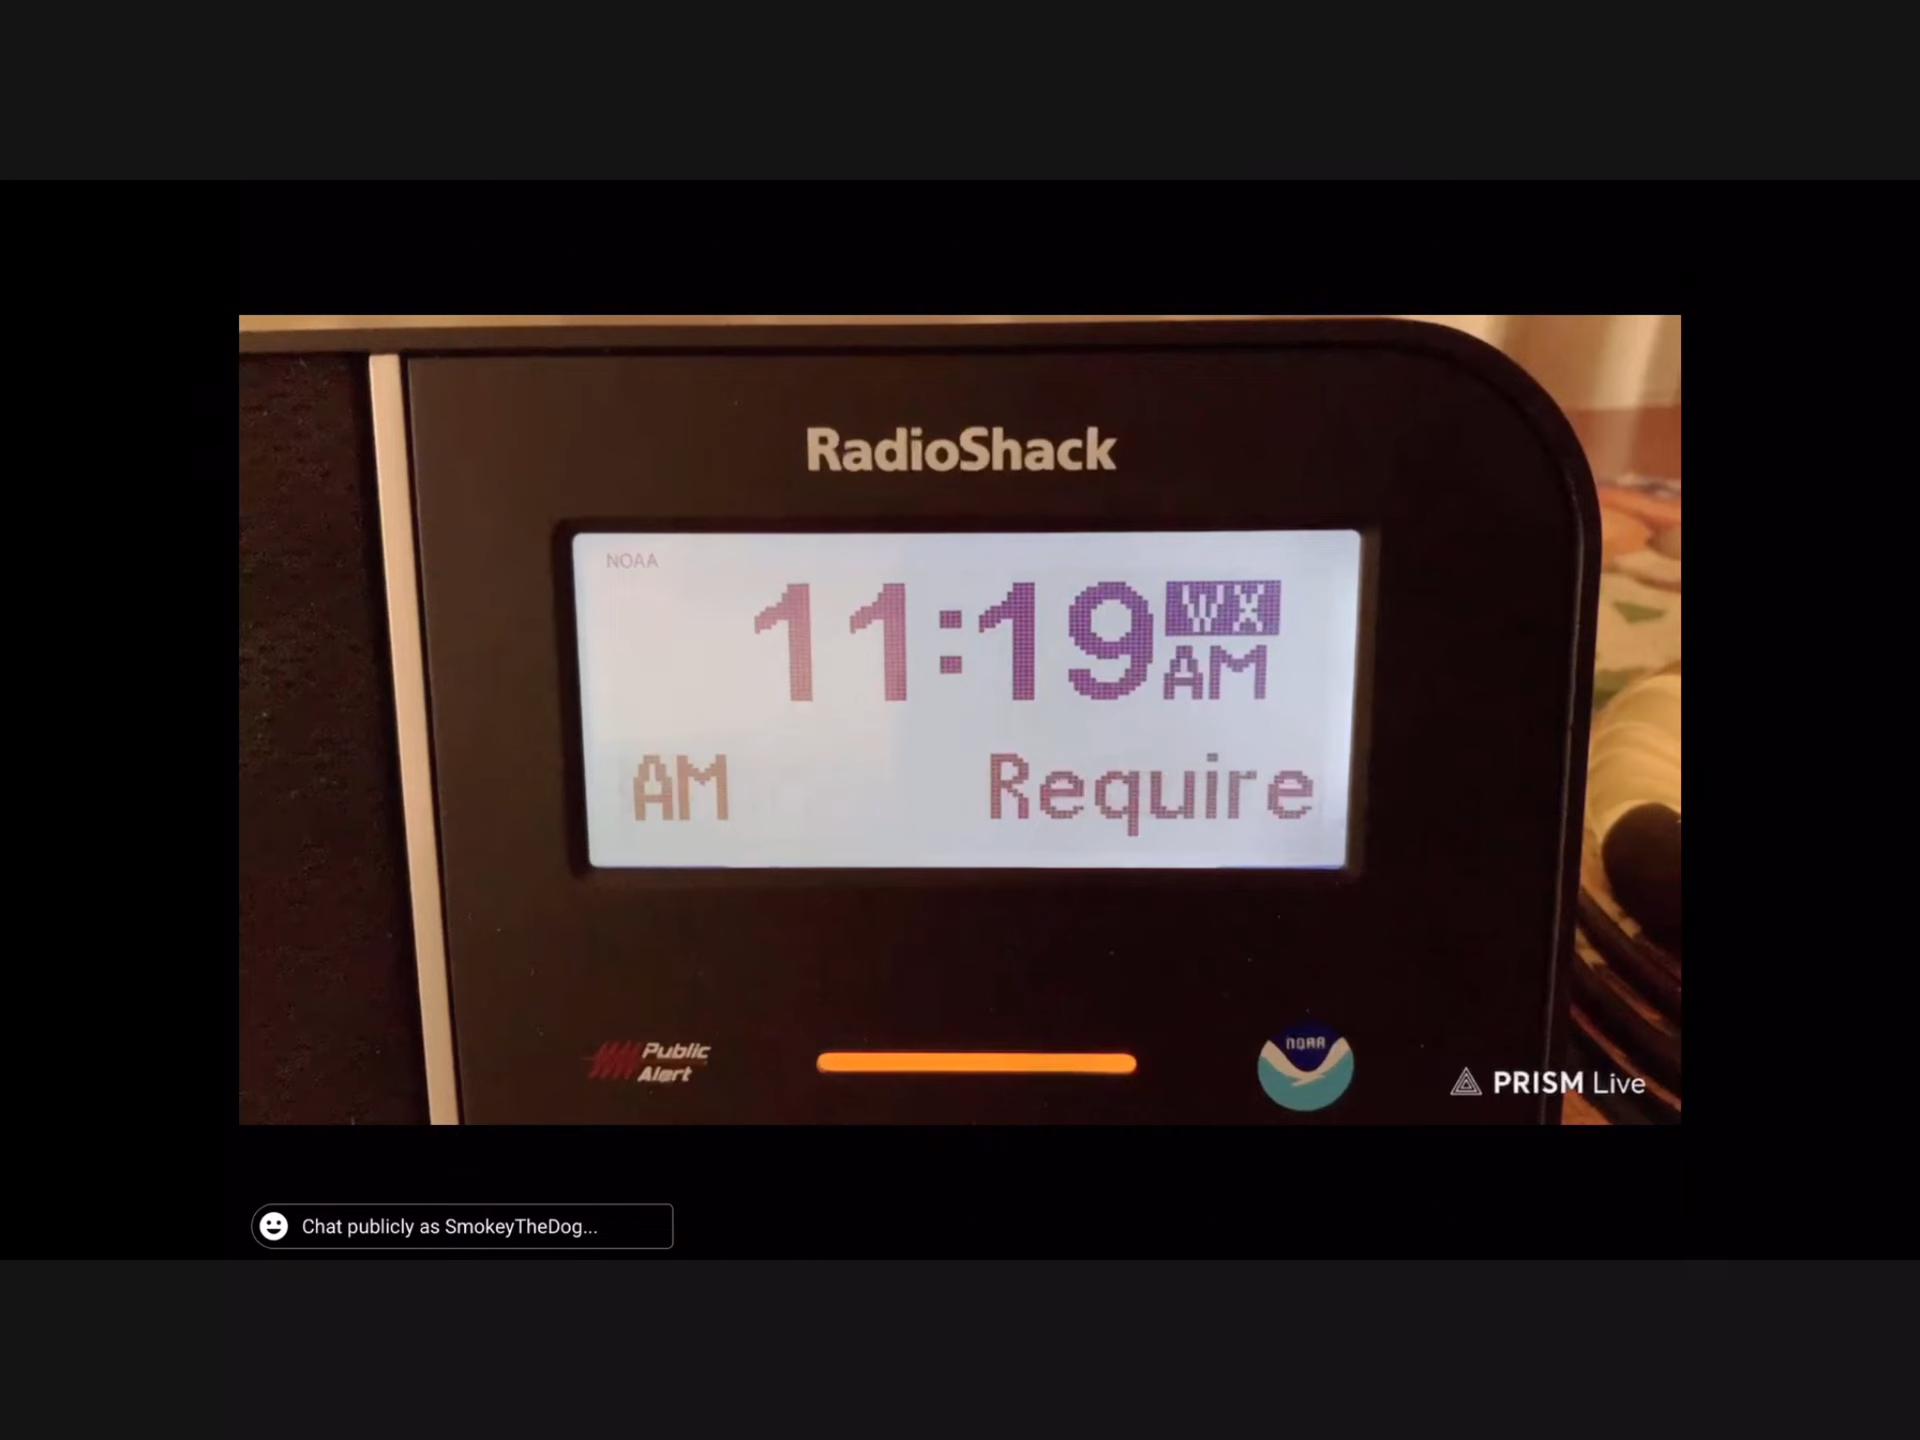 RadioShack
NOAA
11:19 WX AM
AM Require
Public Alert
NOAA
PRISM Live
Chat publicly as SmokeyTheDog...